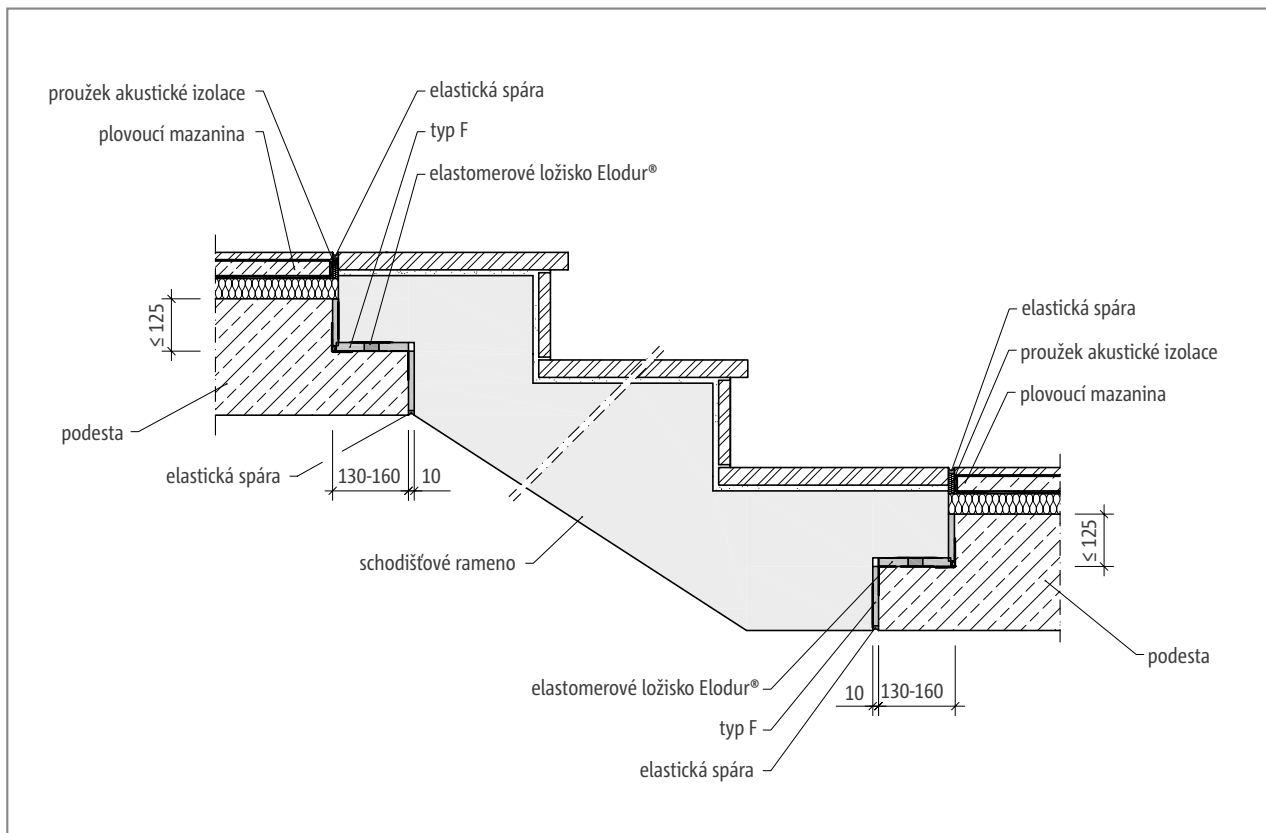 proužek akustické izolace
plovoucí mazanina
elastická spára
typ F
elastomerové ložisko Elodur®
≤ 125
podesta
elastická spára
130-160
10
schodišťové rameno
elastická spára
proužek akustické izolace
plovoucí mazanina
≤ 125
podesta
elastomerové ložisko Elodur®
10
130-160
typ F
elastická spára